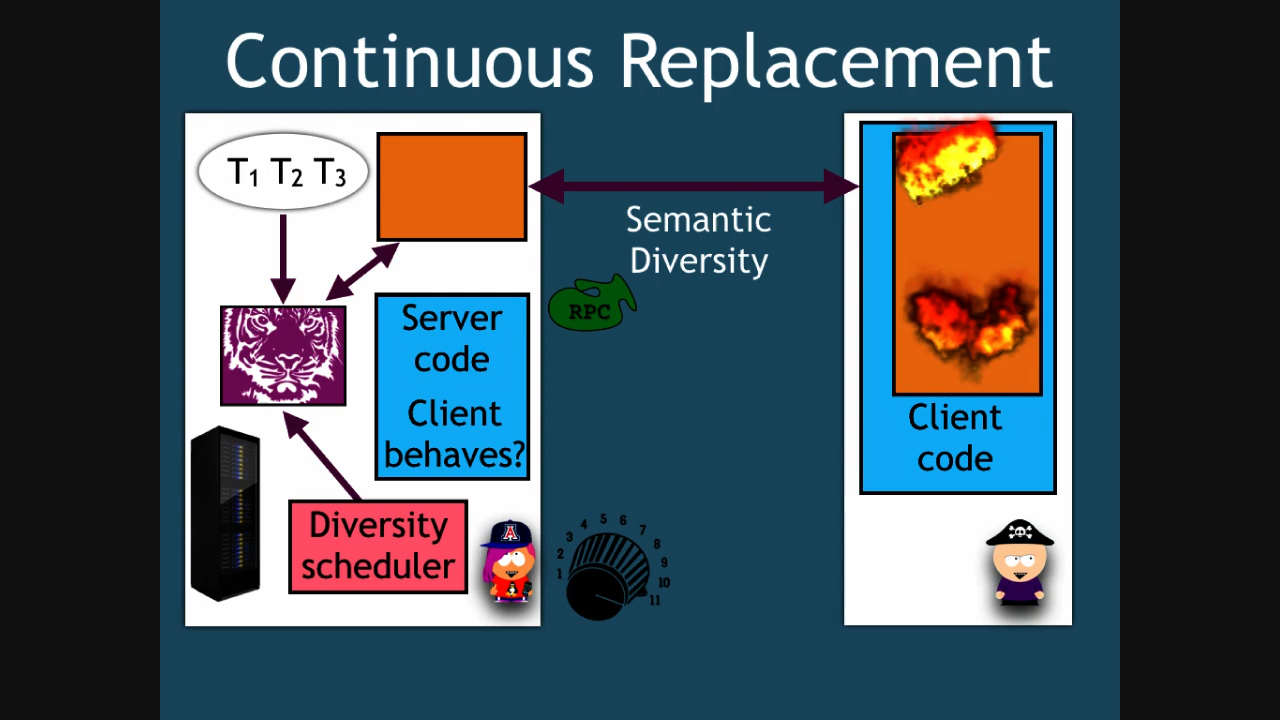 Continuous Replacement
T₁ T₂ T₃
Semantic
Diversity
RPC
Server
code
Client
behaves?
Client
code
Diversity
scheduler
A
1
2
3
4
5
6
7
8
9
10
11